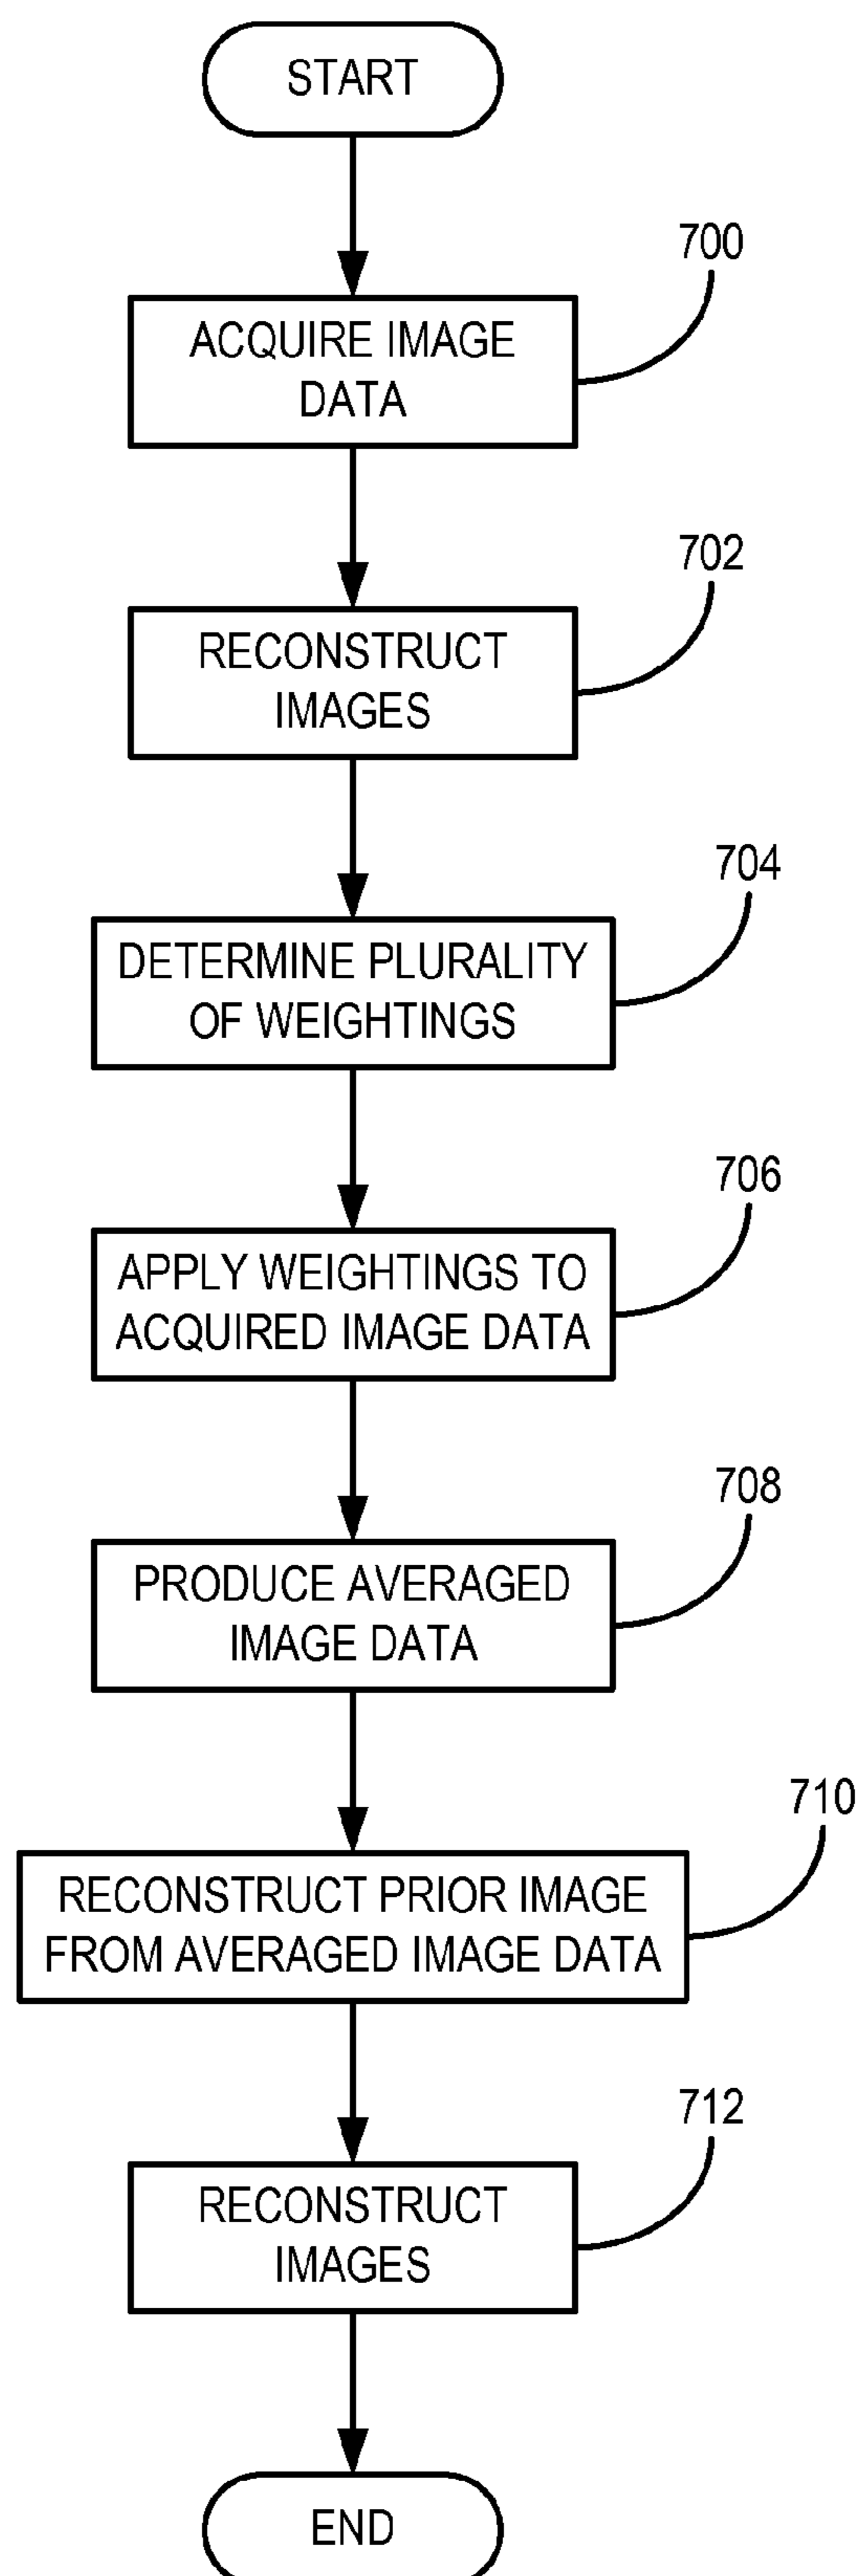 START
700
ACQUIRE IMAGE
DATA
702
RECONSTRUCT
IMAGES
704
DETERMINE PLURALITY
OF WEIGHTINGS
706
APPLY WEIGHTINGS TO
ACQUIRED IMAGE DATA
708
PRODUCE AVERAGED
IMAGE DATA
710
RECONSTRUCT PRIOR IMAGE
FROM AVERAGED IMAGE DATA
712
RECONSTRUCT
IMAGES
END